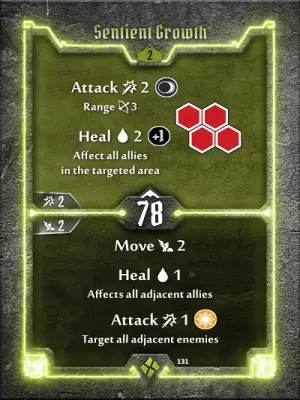 Sentient Growth
2
Attack 2
Range 3
Heal 2 +1
Affect all allies
in the targeted area
2
78
2
Move 2
Heal 1
Affects all adjacent allies
Attack 1
Target all adjacent enemies
131